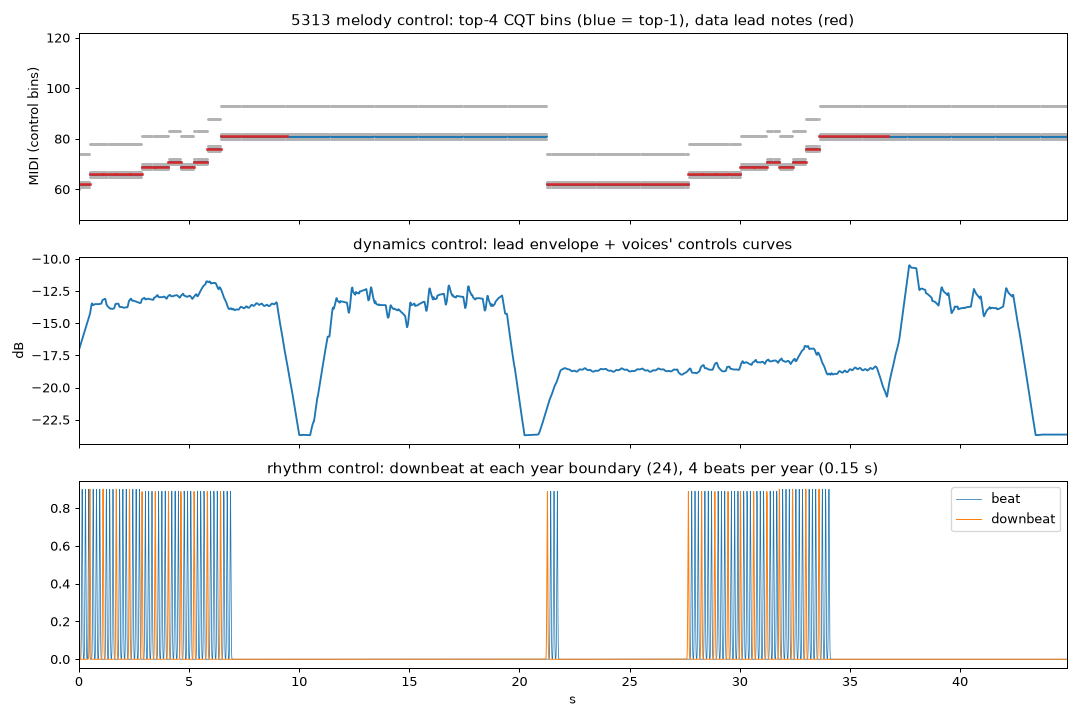 5313 melody control: top-4 CQT bins (blue = top-1), data lead notes (red)
120
100
80
60
MIDI (control bins)
dynamics control: lead envelope + voices' controls curves
−10.0
−12.5
−15.0
−17.5
−20.0
−22.5
dB
rhythm control: downbeat at each year boundary (24), 4 beats per year (0.15 s)
beat
downbeat
0.8
0.6
0.4
0.2
0.0
0 5 10 15 20 25 30 35 40
s